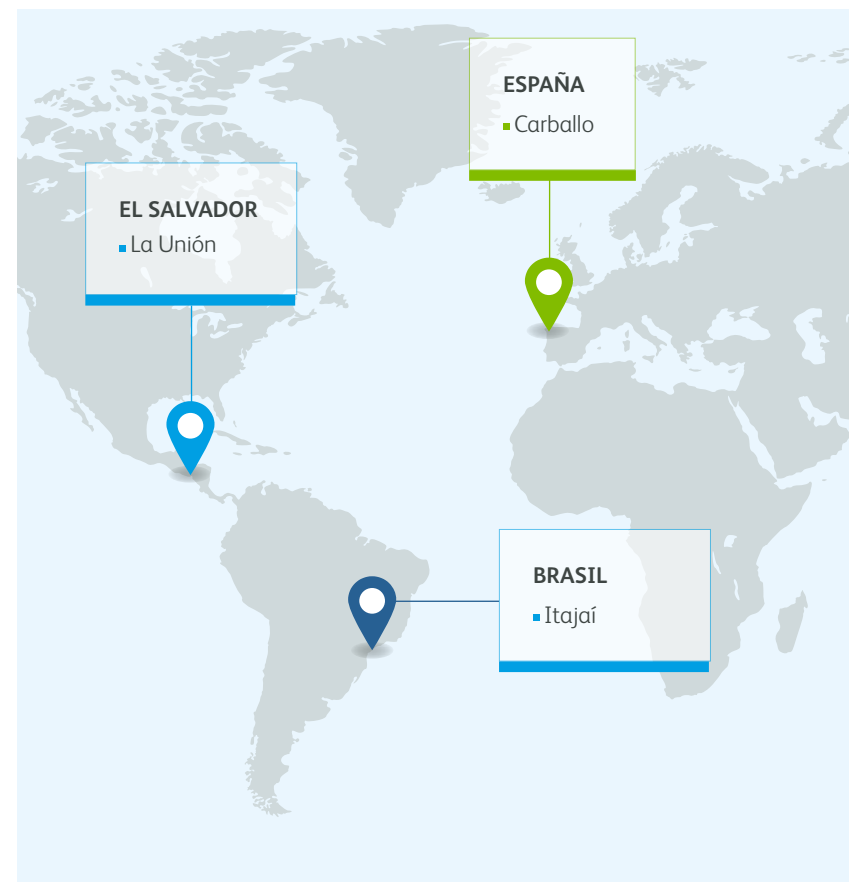 ESPAÑA
Carballo
EL SALVADOR
La Unión
BRASIL
Itajaí